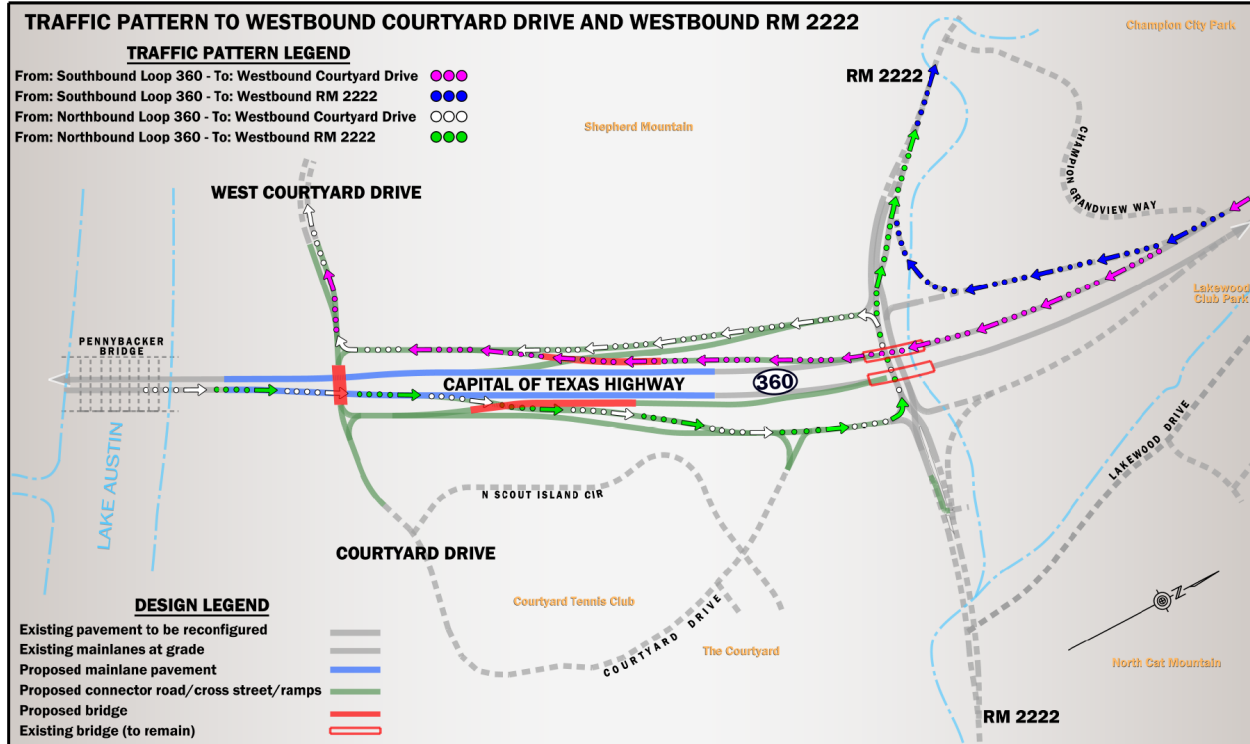 TRAFFIC PATTERN TO WESTBOUND COURTYARD DRIVE AND WESTBOUND RM 2222
TRAFFIC PATTERN LEGEND
From: Southbound Loop 360 - To: Westbound Courtyard Drive
From: Southbound Loop 360 - To: Westbound RM 2222
From: Northbound Loop 360 - To: Westbound Courtyard Drive
From: Northbound Loop 360 - To: Westbound RM 2222
Champion City Park
RM 2222
Shepherd Mountain
CHAMPION GRANDVIEW WAY
WEST COURTYARD DRIVE
Lakewood
Club Park
PENNYBACKER
BRIDGE
CAPITAL OF TEXAS HIGHWAY
360
LAKE AUSTIN
LAKEWOOD DRIVE
N SCOUT ISLAND CIR
COURTYARD DRIVE
Courtyard Tennis Club
COURTYARD DRIVE
The Courtyard
N
North Cat Mountain
RM 2222
DESIGN LEGEND
Existing pavement to be reconfigured
Existing mainlanes at grade
Proposed mainlane pavement
Proposed connector road/cross street/ramps
Proposed bridge
Existing bridge (to remain)